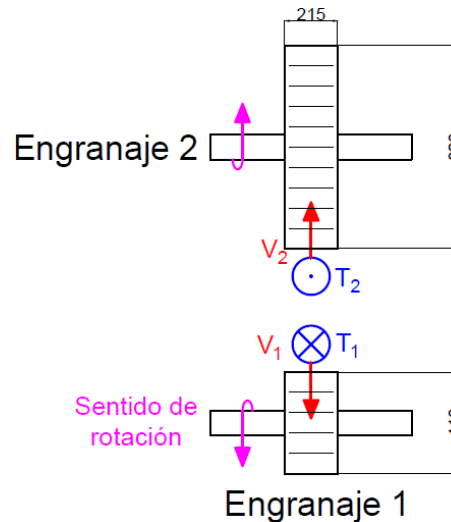 215
Engranaje 2
V2
T2
V1
T1
Sentido de
rotación
Engranaje 1